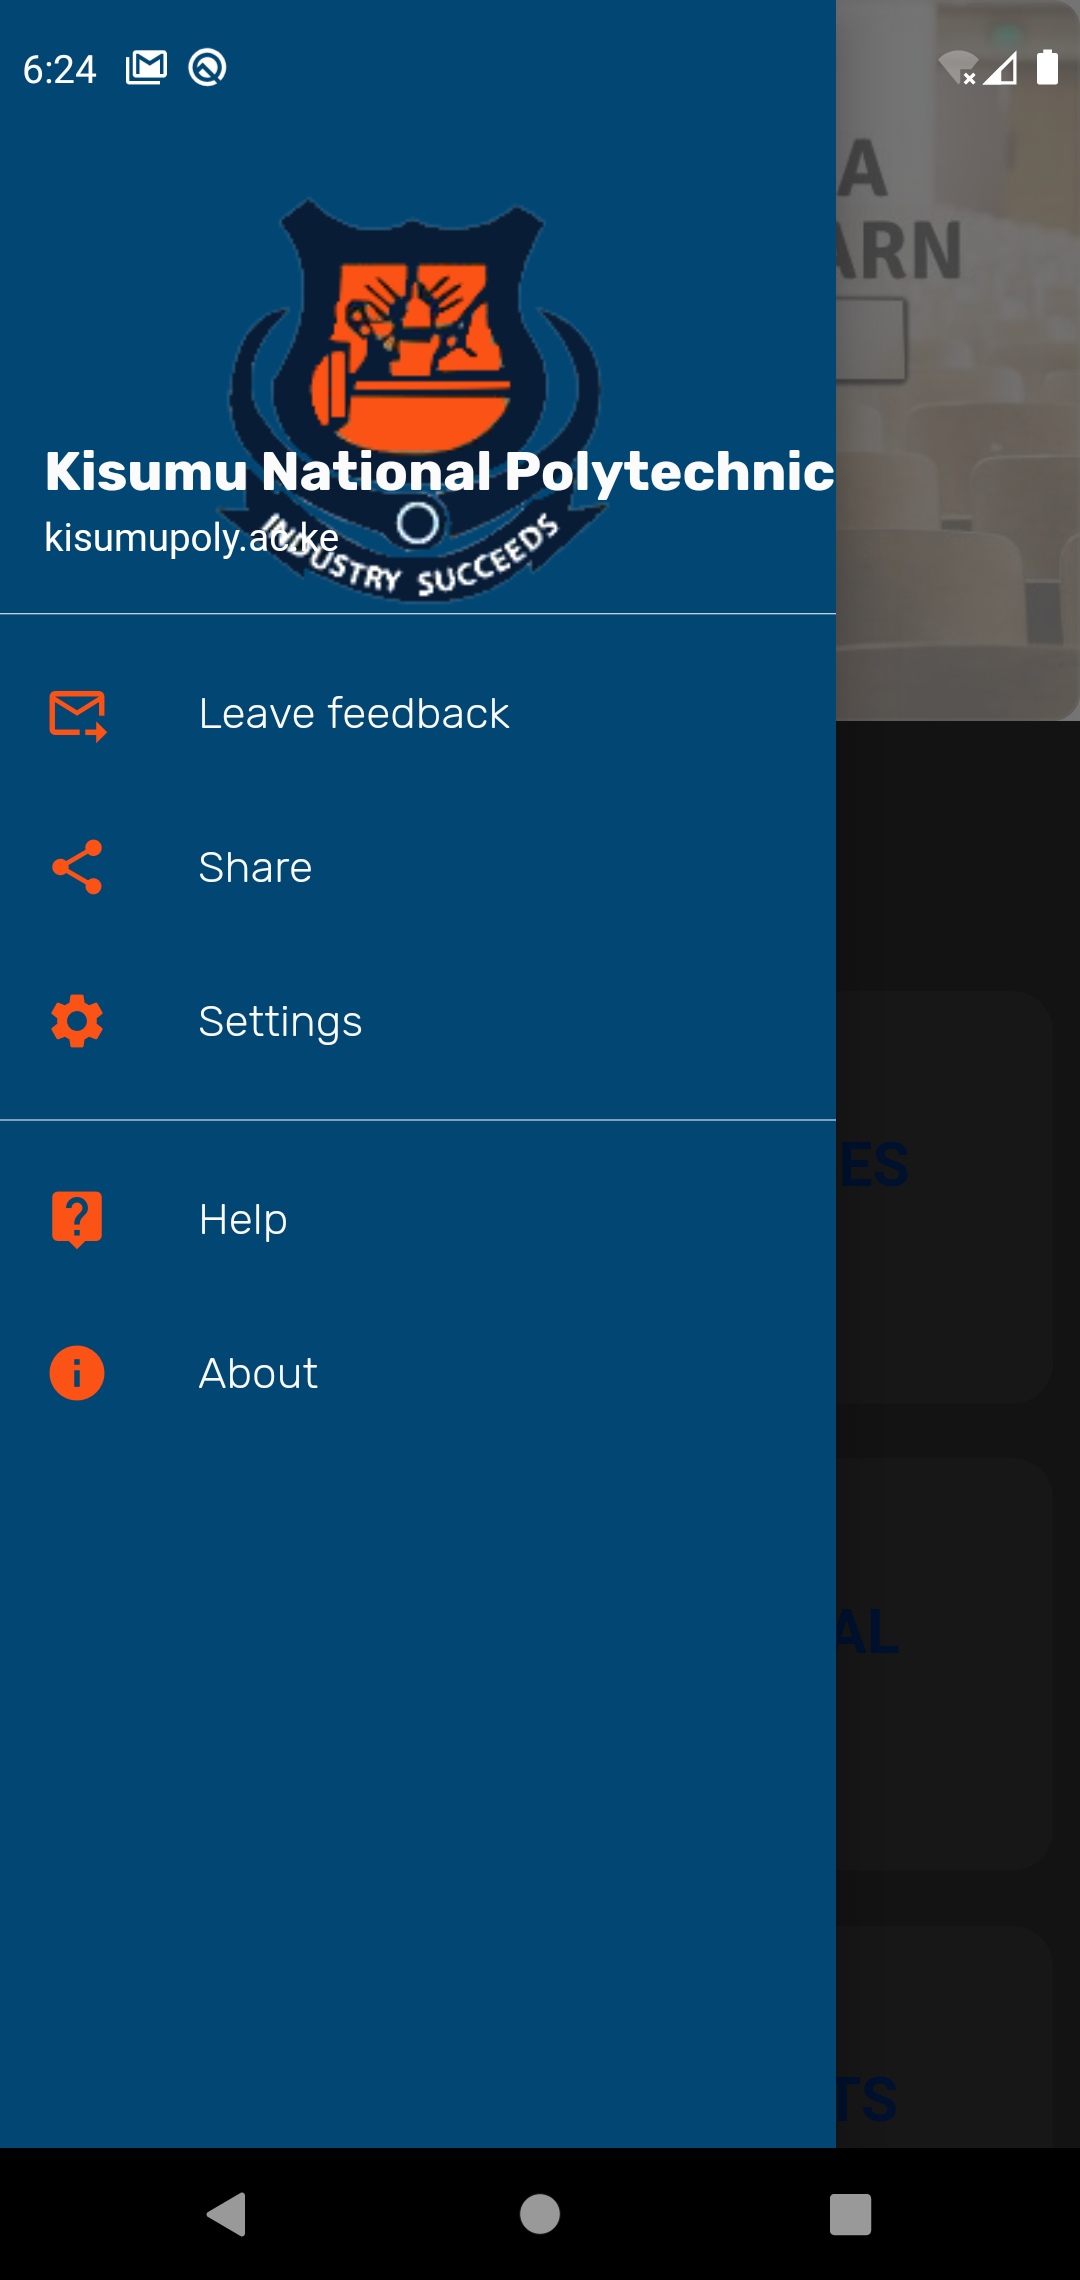 6:24
A
ARN
Kisumu National Polytechnic
kisumupoly.ac.ke
INDUSTRY SUCCEEDS
Leave feedback
Share
Settings
ES
Help
About
AL
TS